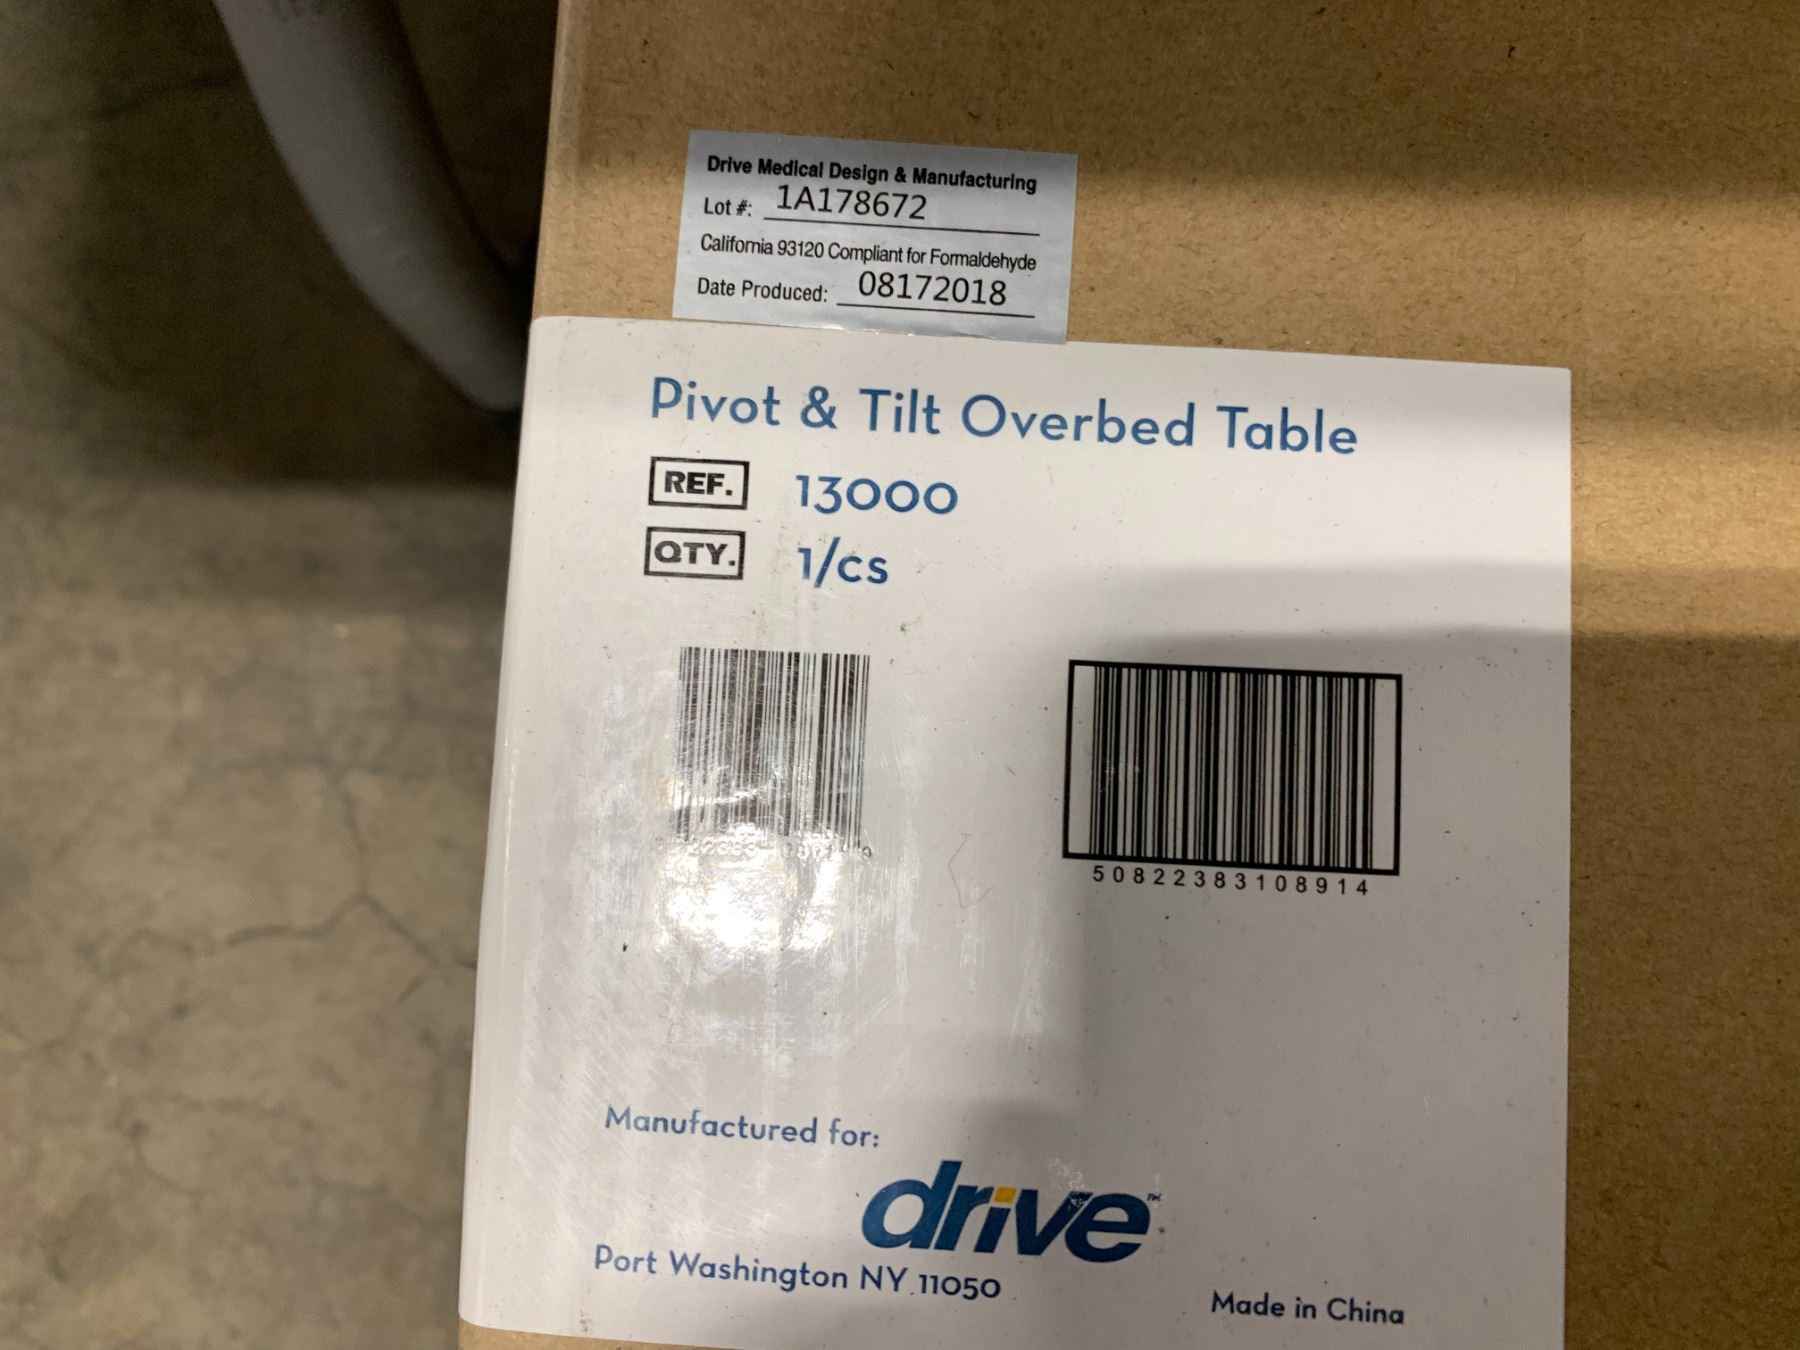 Drive Medical Design & Manufacturing
Lot #: 1A178672
California 93120 Compliant for Formaldehyde
Date Produced: 08172018
Pivot & Tilt Overbed Table
REF. 13000
QTY. 1/cs
50822383108914
Manufactured for:
drive™
Port Washington NY 11050
Made in China